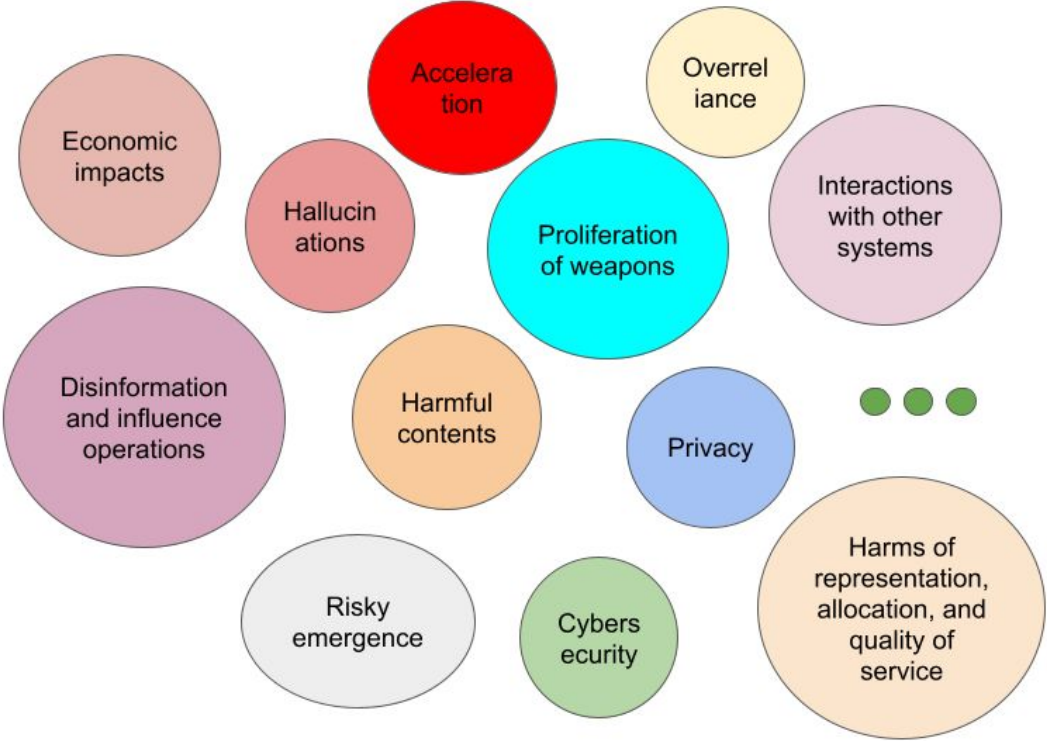 Accelera
tion
Overrel
iance
Economic
impacts
Hallucin
ations
Proliferation
of weapons
Interactions
with other
systems
Disinformation
and influence
operations
Harmful
contents
Privacy
Risky
emergence
Cybers
ecurity
Harms of
representation,
allocation, and
quality of
service